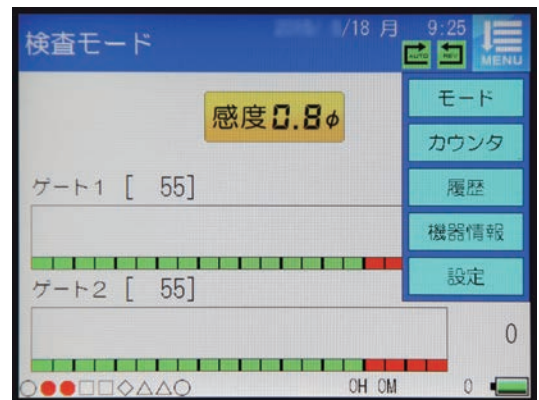 検査モード
/18 月 9:25
AUTO REV
MENU
感度0.8φ
モード
カウンタ
履歴
機器情報
設定
ゲート1 [ 55]
ゲート2 [ 55]
0
0H 0M 0